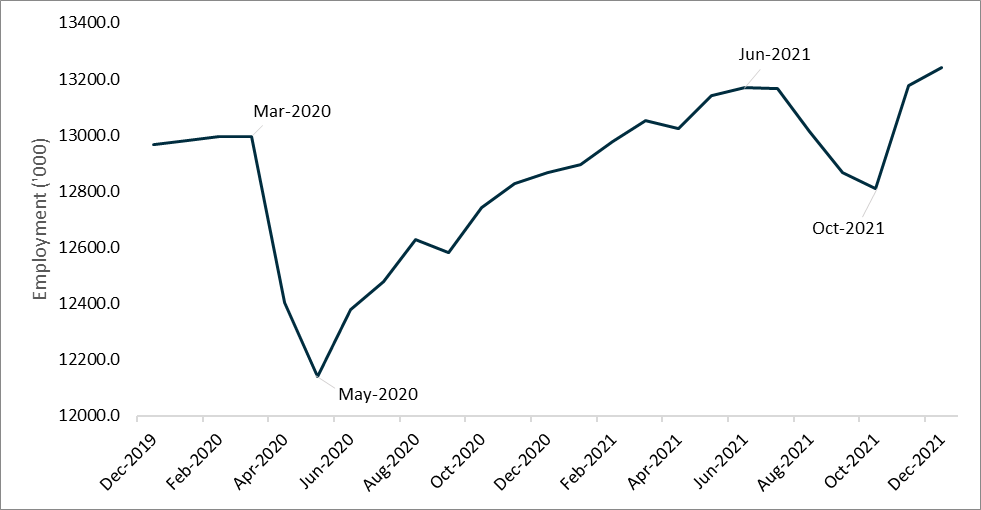 13400.0
13200.0
13000.0
12800.0
12600.0
12400.0
12200.0
12000.0
Employment ('000)
Mar-2020
May-2020
Jun-2021
Oct-2021
Dec-2019
Feb-2020
Apr-2020
Jun-2020
Aug-2020
Oct-2020
Dec-2020
Feb-2021
Apr-2021
Jun-2021
Aug-2021
Oct-2021
Dec-2021